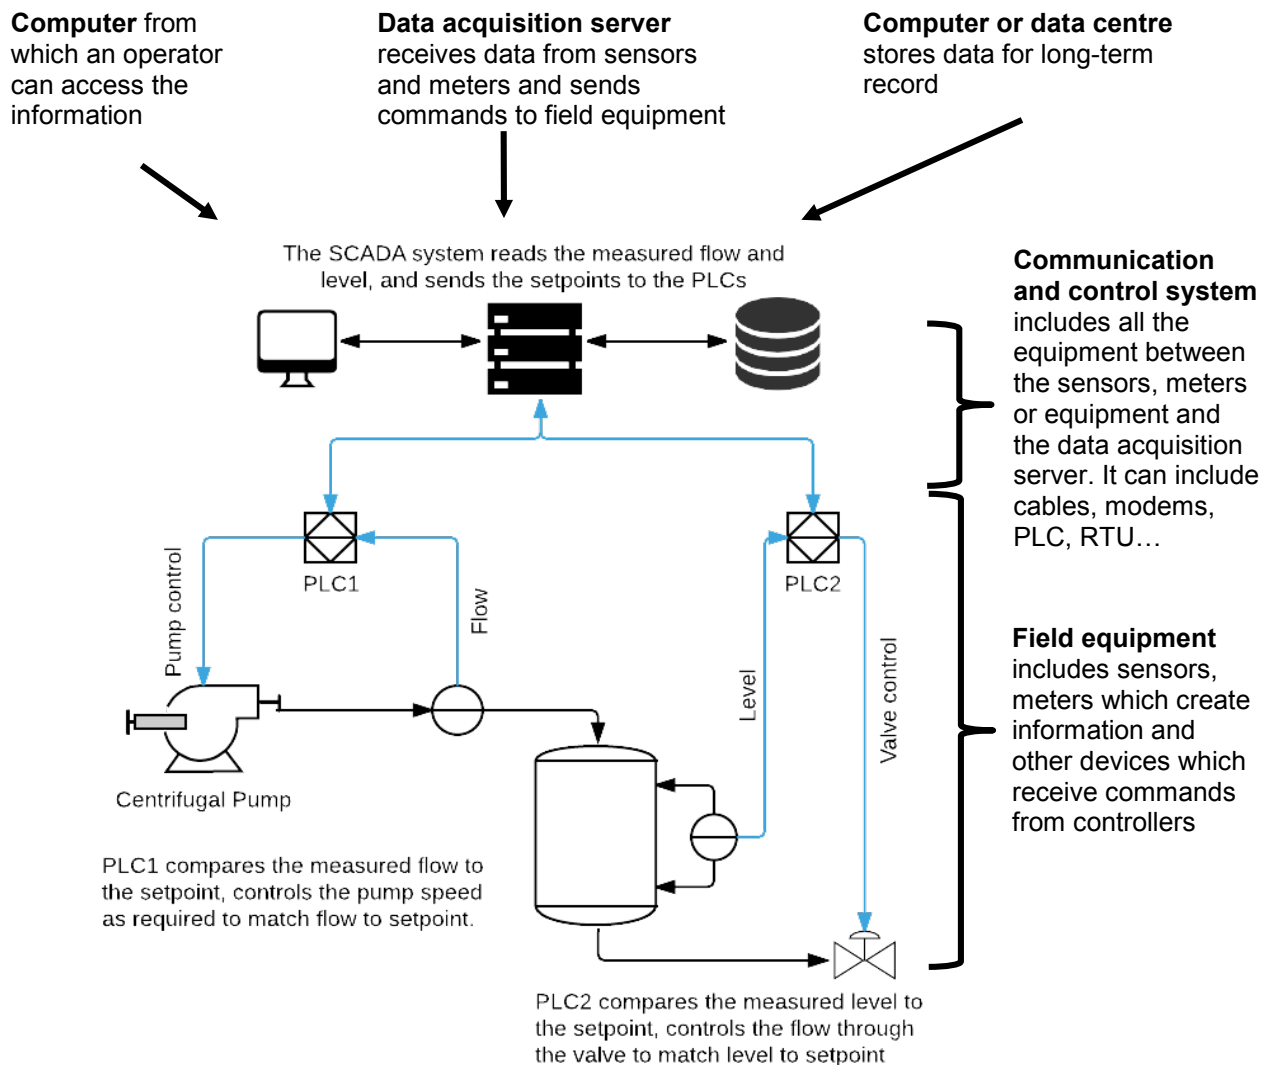 Computer from
which an operator
can access the
information
Data acquisition server
receives data from sensors
and meters and sends
commands to field equipment
Computer or data centre
stores data for long-term
record
The SCADA system reads the measured flow and
level, and sends the setpoints to the PLCs
Communication
and control system
includes all the
equipment between
the sensors, meters
or equipment and
the data acquisition
server. It can include
cables, modems,
PLC, RTU…
PLC1
PLC2
Pump control
Flow
Level
Valve control
Centrifugal Pump
Field equipment
includes sensors,
meters which create
information and
other devices which
receive commands
from controllers
PLC1 compares the measured flow to
the setpoint, controls the pump speed
as required to match flow to setpoint.
PLC2 compares the measured level to
the setpoint, controls the flow through
the valve to match level to setpoint